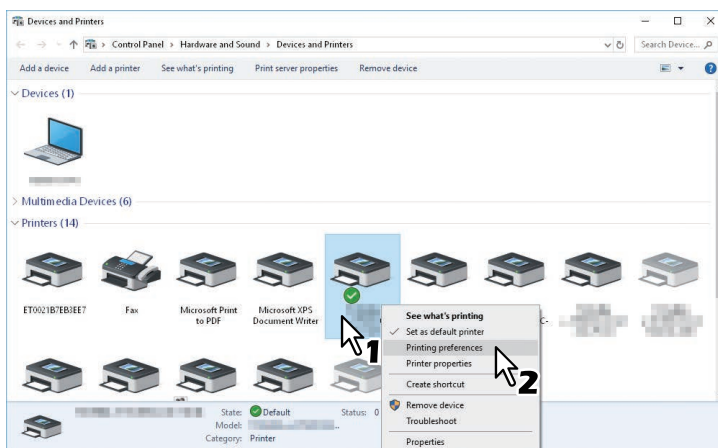 Devices and Printers
Control Panel > Hardware and Sound > Devices and Printers
Search Device...
Add a device Add a printer See what's printing Print server properties Remove device
Devices (1)
Multimedia Devices (6)
Printers (14)
ET0021B7EB3EE7
Fax
Microsoft Print
to PDF
Microsoft XPS
Document Writer
C-
1
See what's printing
Set as default printer
Printing preferences
2
Printer properties
Create shortcut
Remove device
Troubleshoot
Properties
State: Default Status: 0
Model:
Category: Printer